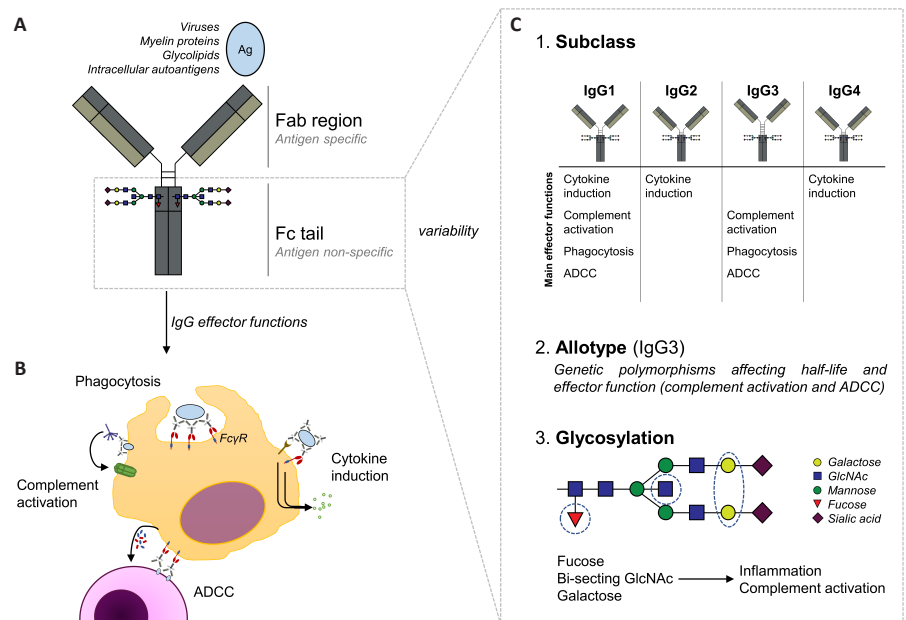 A
Viruses
Myelin proteins
Glycolipids
Intracellular autoantigens
Ag
Fab region
Antigen specific
Fc tail
Antigen non-specific
variability
IgG effector functions
B
Phagocytosis
FcγR
Cytokine
induction
Complement
activation
ADCC
C
1. Subclass
IgG1 IgG2 IgG3 IgG4
Main effector functions
Cytokine
induction
Complement
activation
Phagocytosis
ADCC
Cytokine
induction
Complement
activation
Phagocytosis
ADCC
Cytokine
induction
2. Allotype (IgG3)
Genetic polymorphisms affecting half-life and
effector function (complement activation and ADCC)
3. Glycosylation
Galactose
GlcNAc
Mannose
Fucose
Sialic acid
Fucose
Bi-secting GlcNAc
Galactose
Inflammation
Complement activation